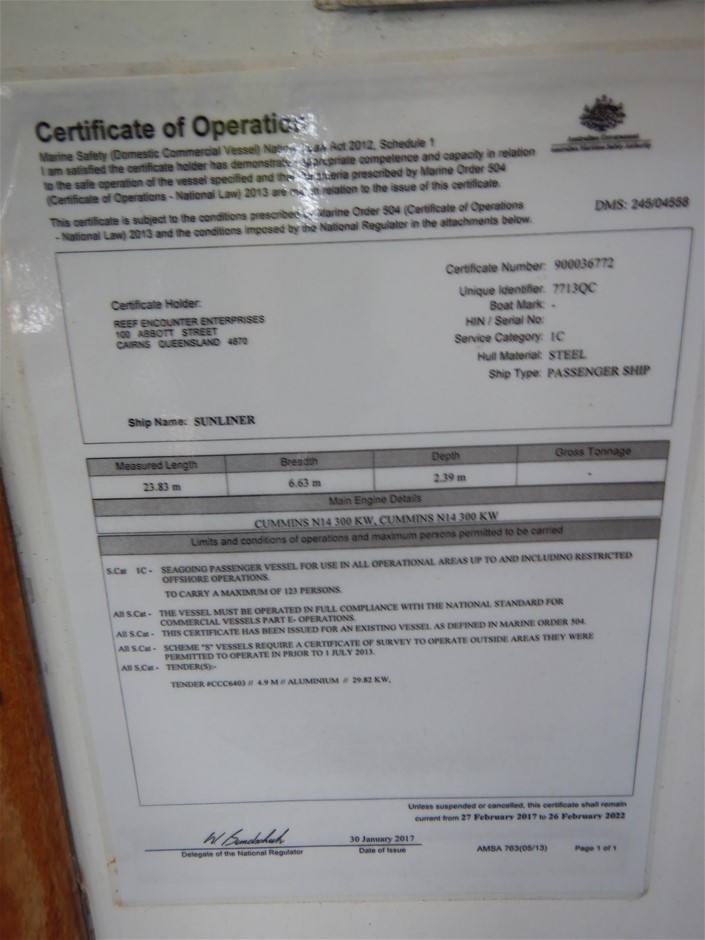 Certificate of Operation
Marine Safety (Domestic Commercial Vessel) National Law Act 2012, Schedule 1
I am satisfied the certificate holder has demonstrated appropriate competence and capacity in relation
to the safe operation of the vessel specified and the criteria prescribed by Marine Order 504
(Certificate of Operations - National Law) 2013 are met in relation to the issue of this certificate.
This certificate is subject to the conditions prescribed by Marine Order 504 (Certificate of Operations
- National Law) 2013 and the conditions imposed by the National Regulator in the attachments below.
Australian Government
Australian Maritime Safety Authority
DMS: 245/04558
Certificate Number: 900036772
Unique Identifier: 7713QC
Boat Mark: -
HIN / Serial No:
Service Category: 1C
Hull Material: STEEL
Ship Type: PASSENGER SHIP
Certificate Holder:
REEF ENCOUNTER ENTERPRISES
100 ABBOTT STREET
CAIRNS QUEENSLAND 4870
Ship Name: SUNLINER
Measured Length Breadth Depth Gross Tonnage
23.83 m 6.63 m 2.39 m -
Main Engine Details
CUMMINS N14 300 KW, CUMMINS N14 300 KW
Limits and conditions of operations and maximum persons permitted to be carried
S.Cat 1C - SEAGOING PASSENGER VESSEL FOR USE IN ALL OPERATIONAL AREAS UP TO AND INCLUDING RESTRICTED
OFFSHORE OPERATIONS.
TO CARRY A MAXIMUM OF 123 PERSONS.
All S.Cat - THE VESSEL MUST BE OPERATED IN FULL COMPLIANCE WITH THE NATIONAL STANDARD FOR
COMMERCIAL VESSELS PART E- OPERATIONS.
All S.Cat - THIS CERTIFICATE HAS BEEN ISSUED FOR AN EXISTING VESSEL AS DEFINED IN MARINE ORDER 504.
All S.Cat - SCHEME "S" VESSELS REQUIRE A CERTIFICATE OF SURVEY TO OPERATE OUTSIDE AREAS THEY WERE
PERMITTED TO OPERATE IN PRIOR TO 1 JULY 2013.
All S.Cat - TENDER(S):-
TENDER #CCC6403 // 4.9 M // ALUMINIUM // 29.82 KW,
Unless suspended or cancelled, this certificate shall remain
current from 27 February 2017 to 26 February 2022
30 January 2017
Delegate of the National Regulator Date of Issue AMSA 763(05/13) Page 1 of 1